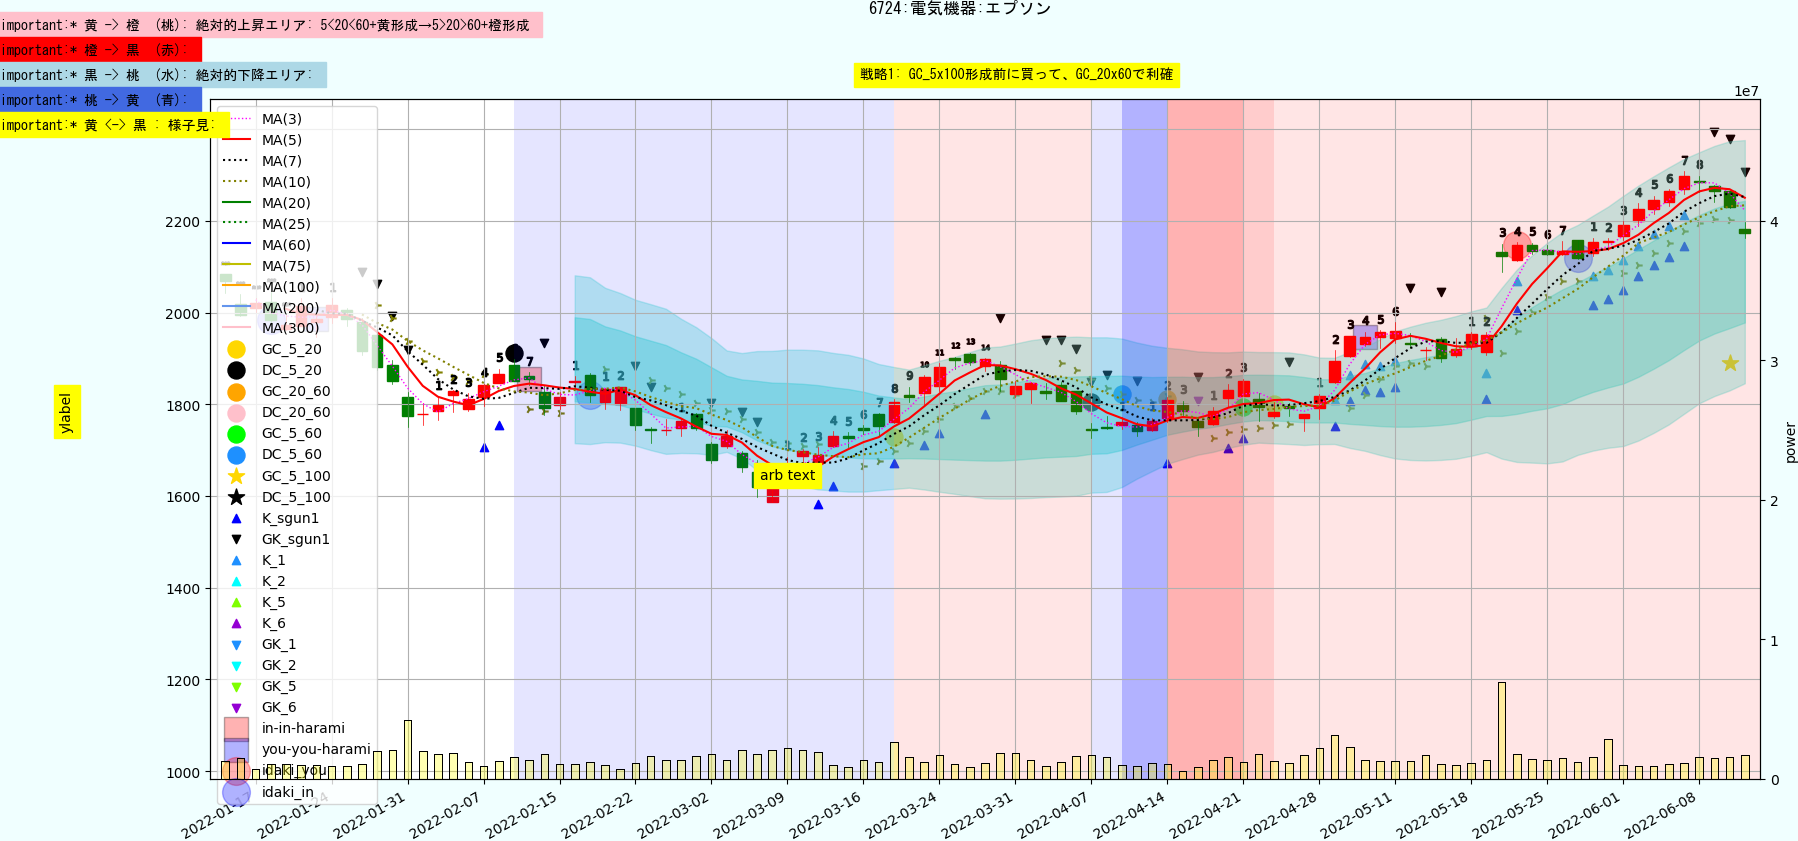 6724:電気機器:エプソン
important:* 黄 -> 橙 (桃): 絶対的上昇エリア: 5<20<60+黄形成→5>20>60+橙形成
important:* 橙 -> 黒 (赤):
important:* 黒 -> 桃 (水): 絶対的下降エリア:
戦略1: GC_5x100形成前に買って、GC_20x60で利確
important:* 桃 -> 黄 (青):
important:* 黄 <-> 黒 : 様子見:
1e7
MA(3)
MA(5)
MA(7)
MA(10)
MA(20)
MA(25)
MA(60)
MA(75)
MA(100)
MA(200)
MA(300)
GC_5_20
DC_5_20
GC_20_60
DC_20_60
GC_5_60
DC_5_60
GC_5_100
DC_5_100
K_sgun1
GK_sgun1
K_1
K_2
K_5
K_6
GK_1
GK_2
GK_5
GK_6
in-in-harami
you-you-harami
idaki_you
idaki_in
arb text
ylabel
power
2200
2000
1800
1600
1400
1200
1000
4
3
2
1
0
2022-01-17
2022-01-24
2022-01-31
2022-02-07
2022-02-15
2022-02-22
2022-03-02
2022-03-09
2022-03-16
2022-03-24
2022-03-31
2022-04-07
2022-04-14
2022-04-21
2022-04-28
2022-05-11
2022-05-18
2022-05-25
2022-06-01
2022-06-08